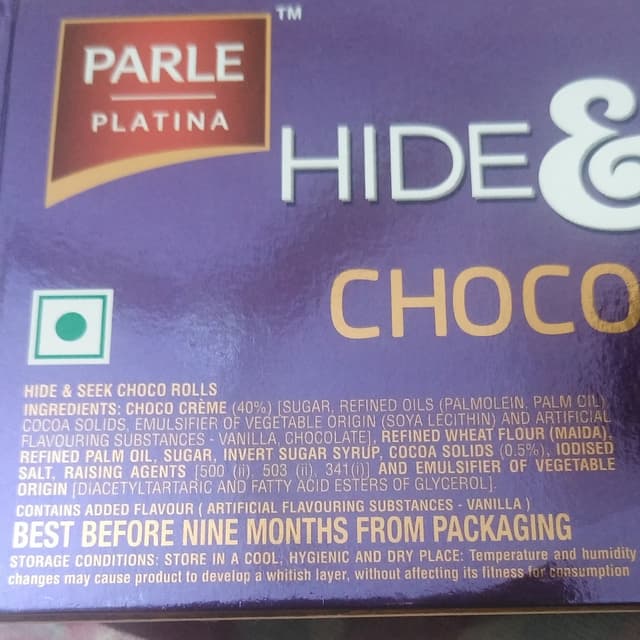 TM
PARLE
PLATINA
HIDE &
CHOCO
HIDE & SEEK CHOCO ROLLS
INGREDIENTS: CHOCO CRÈME (40%) [SUGAR, REFINED OILS (PALMOLEIN, PALM OIL),
COCOA SOLIDS, EMULSIFIER OF VEGETABLE ORIGIN (SOYA LECITHIN) AND ARTIFICIAL
FLAVOURING SUBSTANCES - VANILLA, CHOCOLATE], REFINED WHEAT FLOUR (MAIDA),
REFINED PALM OIL, SUGAR, INVERT SUGAR SYRUP, COCOA SOLIDS (0.5%), IODISED
SALT, RAISING AGENTS [500 (ii), 503 (ii), 341(i)] AND EMULSIFIER OF VEGETABLE
ORIGIN [DIACETYLTARTARIC AND FATTY ACID ESTERS OF GLYCEROL].
CONTAINS ADDED FLAVOUR ( ARTIFICIAL FLAVOURING SUBSTANCES - VANILLA )
BEST BEFORE NINE MONTHS FROM PACKAGING
STORAGE CONDITIONS: STORE IN A COOL, HYGIENIC AND DRY PLACE: Temperature and humidity
changes may cause product to develop a whitish layer, without affecting its fitness for consumption